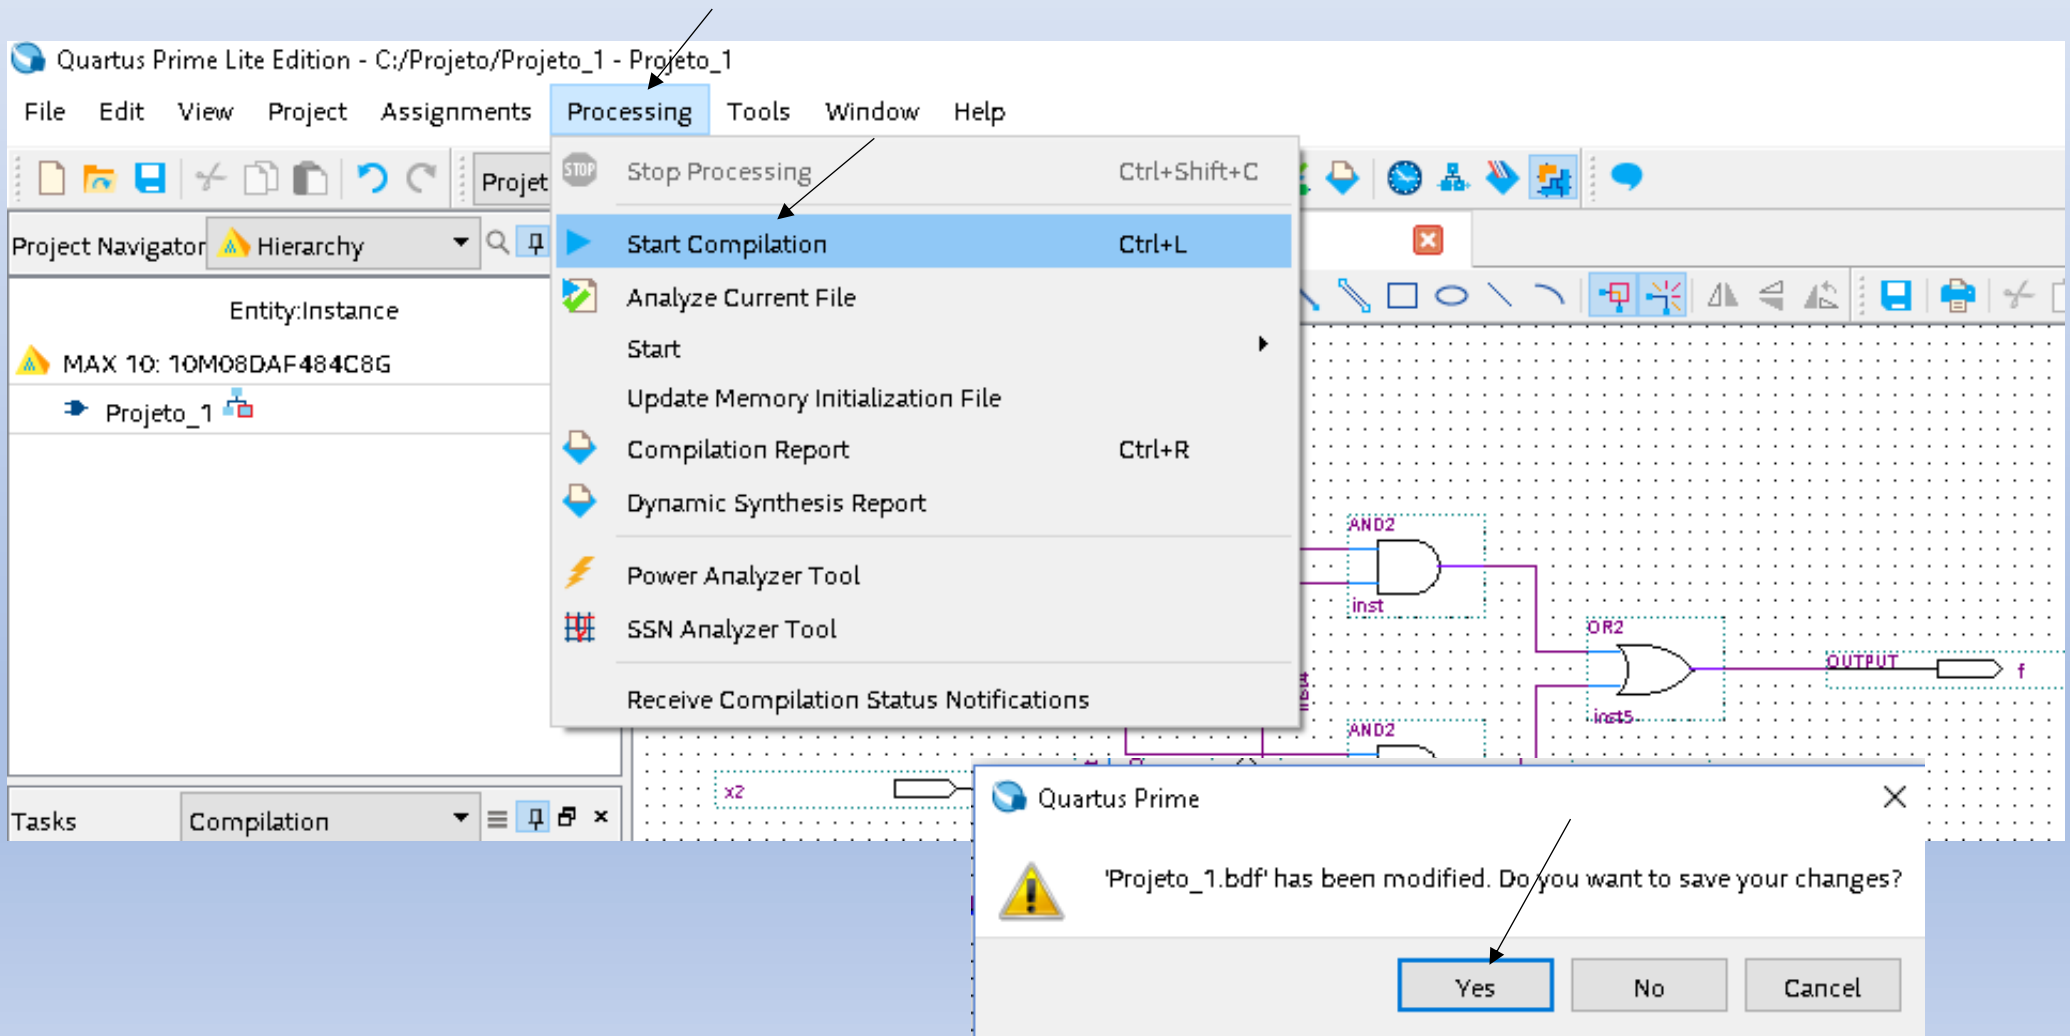 Quartus Prime Lite Edition - C:/Projeto/Projeto_1 - Projeto_1
File Edit View Project Assignments Processing Tools Window Help
Projet
STOP Stop Processing Ctrl+Shift+C
Project Navigator Hierarchy
Start Compilation Ctrl+L
Analyze Current File
Entity:Instance
Start
MAX 10: 10M08DAF484C8G
Update Memory Initialization File
Projeto_1
Compilation Report Ctrl+R
Dynamic Synthesis Report
Power Analyzer Tool
SSN Analyzer Tool
Receive Compilation Status Notifications
AND2
inst
OR2
OUTPUT
f
inst5
AND2
x2
Tasks Compilation
Quartus Prime
'Projeto_1.bdf' has been modified. Do you want to save your changes?
Yes No Cancel